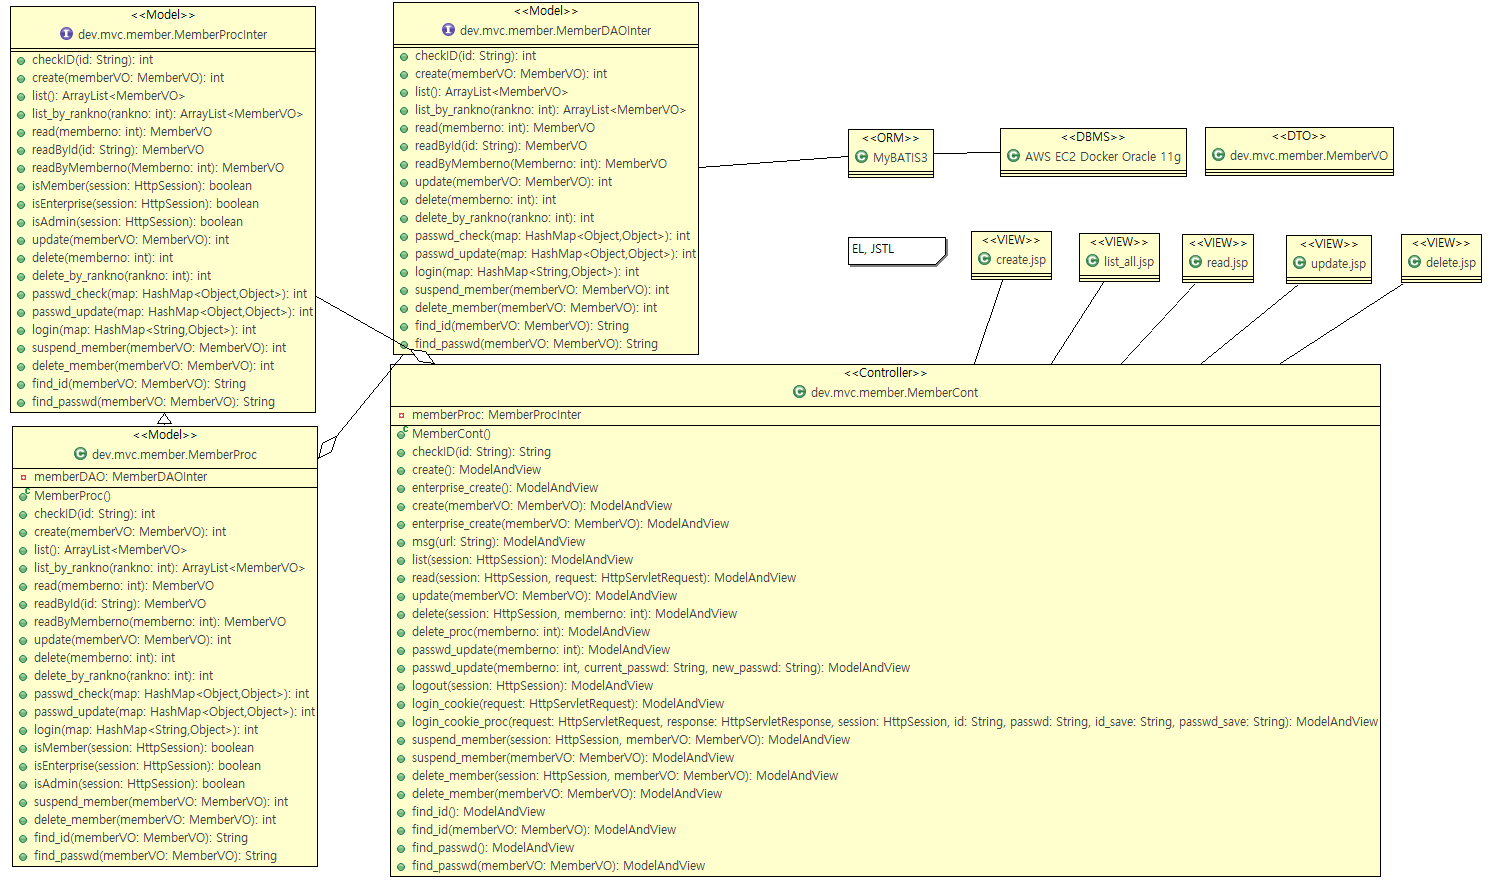 <<Model>>
dev.mvc.member.MemberProcInter
checkID(id: String): int
create(memberVO: MemberVO): int
list(): ArrayList<MemberVO>
list_by_rankno(rankno: int): ArrayList<MemberVO>
read(memberno: int): MemberVO
readById(id: String): MemberVO
readByMemberno(Memberno: int): MemberVO
isMember(session: HttpSession): boolean
isEnterprise(session: HttpSession): boolean
isAdmin(session: HttpSession): boolean
update(memberVO: MemberVO): int
delete(memberno: int): int
delete_by_rankno(rankno: int): int
passwd_check(map: HashMap<Object,Object>): int
passwd_update(map: HashMap<Object,Object>): int
login(map: HashMap<String,Object>): int
suspend_member(memberVO: MemberVO): int
delete_member(memberVO: MemberVO): int
find_id(memberVO: MemberVO): String
find_passwd(memberVO: MemberVO): String
<<Model>>
dev.mvc.member.MemberDAOInter
checkID(id: String): int
create(memberVO: MemberVO): int
list(): ArrayList<MemberVO>
list_by_rankno(rankno: int): ArrayList<MemberVO>
read(memberno: int): MemberVO
readById(id: String): MemberVO
readByMemberno(Memberno: int): MemberVO
update(memberVO: MemberVO): int
delete(memberno: int): int
delete_by_rankno(rankno: int): int
passwd_check(map: HashMap<Object,Object>): int
passwd_update(map: HashMap<Object,Object>): int
login(map: HashMap<String,Object>): int
suspend_member(memberVO: MemberVO): int
delete_member(memberVO: MemberVO): int
find_id(memberVO: MemberVO): String
find_passwd(memberVO: MemberVO): String
<<ORM>>
MyBATIS3
<<DBMS>>
AWS EC2 Docker Oracle 11g
<<DTO>>
dev.mvc.member.MemberVO
EL, JSTL
<<VIEW>>
create.jsp
<<VIEW>>
list_all.jsp
<<VIEW>>
read.jsp
<<VIEW>>
update.jsp
<<VIEW>>
delete.jsp
<<Model>>
dev.mvc.member.MemberProc
memberDAO: MemberDAOInter
MemberProc()
checkID(id: String): int
create(memberVO: MemberVO): int
list(): ArrayList<MemberVO>
list_by_rankno(rankno: int): ArrayList<MemberVO>
read(memberno: int): MemberVO
readById(id: String): MemberVO
readByMemberno(memberno: int): MemberVO
update(memberVO: MemberVO): int
delete(memberno: int): int
delete_by_rankno(rankno: int): int
passwd_check(map: HashMap<Object,Object>): int
passwd_update(map: HashMap<Object,Object>): int
login(map: HashMap<String,Object>): int
isMember(session: HttpSession): boolean
isEnterprise(session: HttpSession): boolean
isAdmin(session: HttpSession): boolean
suspend_member(memberVO: MemberVO): int
delete_member(memberVO: MemberVO): int
find_id(memberVO: MemberVO): String
find_passwd(memberVO: MemberVO): String
<<Controller>>
dev.mvc.member.MemberCont
memberProc: MemberProcInter
MemberCont()
checkID(id: String): String
create(): ModelAndView
enterprise_create(): ModelAndView
create(memberVO: MemberVO): ModelAndView
enterprise_create(memberVO: MemberVO): ModelAndView
msg(url: String): ModelAndView
list(session: HttpSession): ModelAndView
read(session: HttpSession, request: HttpServletRequest): ModelAndView
update(memberVO: MemberVO): ModelAndView
delete(session: HttpSession, memberno: int): ModelAndView
delete_proc(memberno: int): ModelAndView
passwd_update(memberno: int): ModelAndView
passwd_update(memberno: int, current_passwd: String, new_passwd: String): ModelAndView
logout(session: HttpSession): ModelAndView
login_cookie(request: HttpServletRequest): ModelAndView
login_cookie_proc(request: HttpServletRequest, response: HttpServletResponse, session: HttpSession, id: String, passwd: String, id_save: String, passwd_save: String): ModelAndView
suspend_member(session: HttpSession, memberVO: MemberVO): ModelAndView
suspend_member(memberVO: MemberVO): ModelAndView
delete_member(session: HttpSession, memberVO: MemberVO): ModelAndView
delete_member(memberVO: MemberVO): ModelAndView
find_id(): ModelAndView
find_id(memberVO: MemberVO): ModelAndView
find_passwd(): ModelAndView
find_passwd(memberVO: MemberVO): ModelAndView